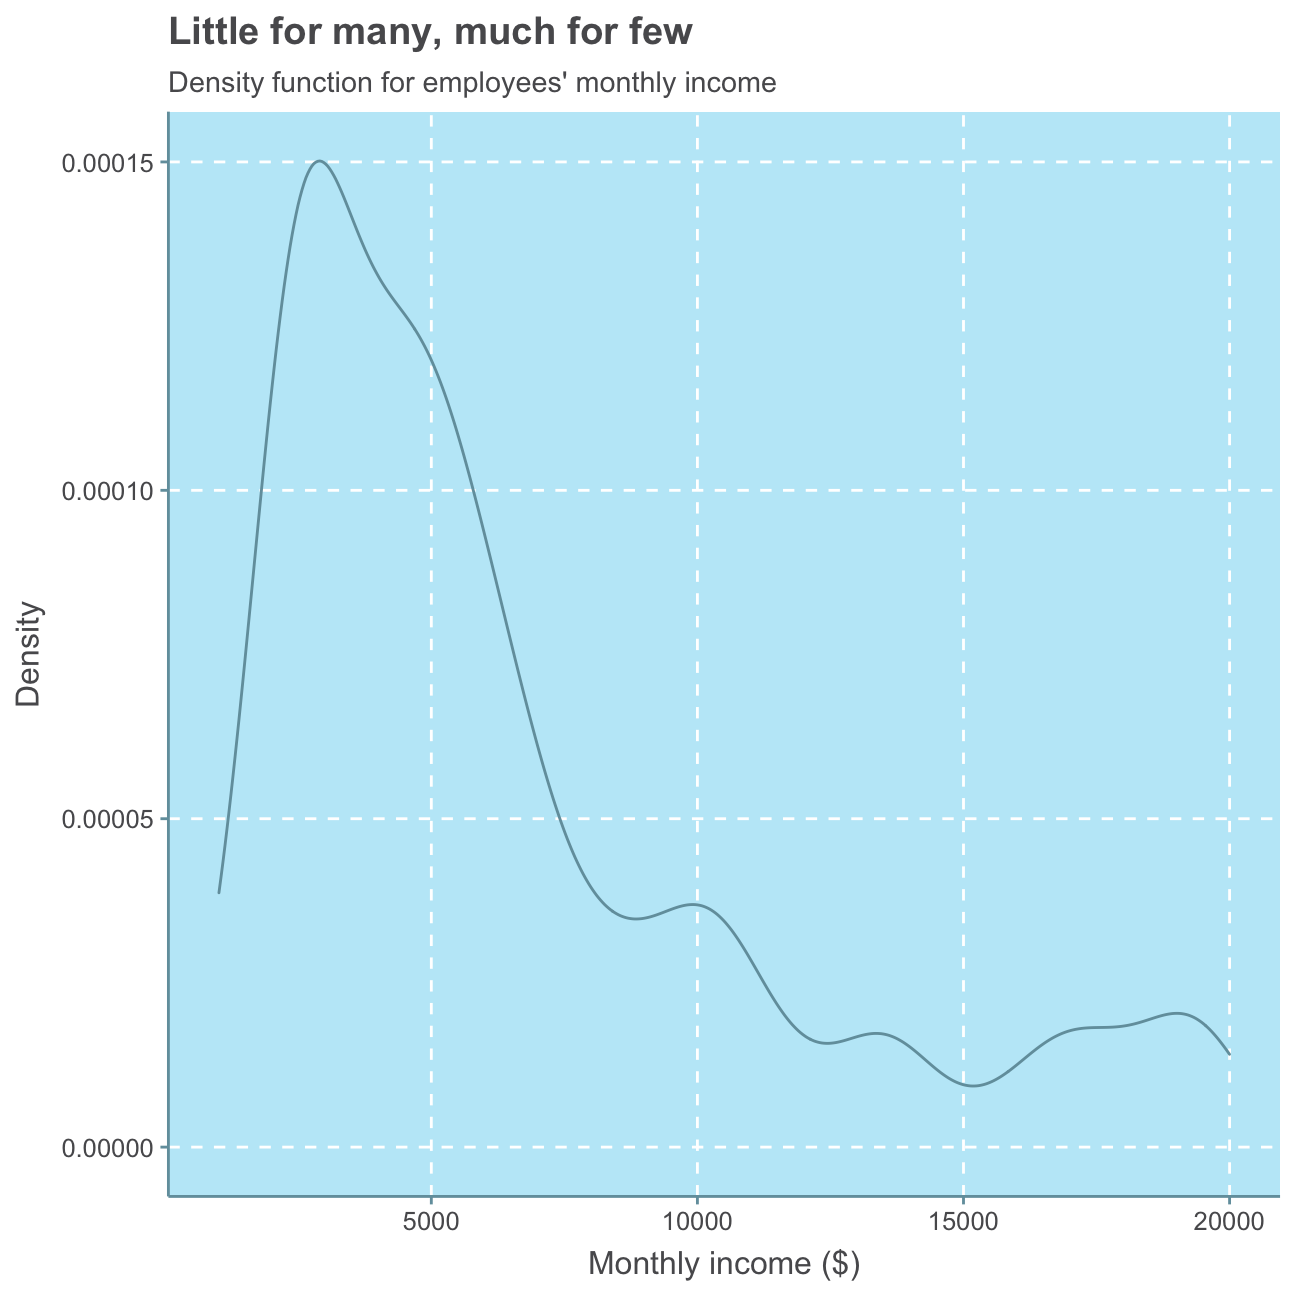 Little for many, much for few
Density function for employees' monthly income
0.00015
0.00010
0.00005
0.00000
Density
5000 10000 15000 20000
Monthly income ($)